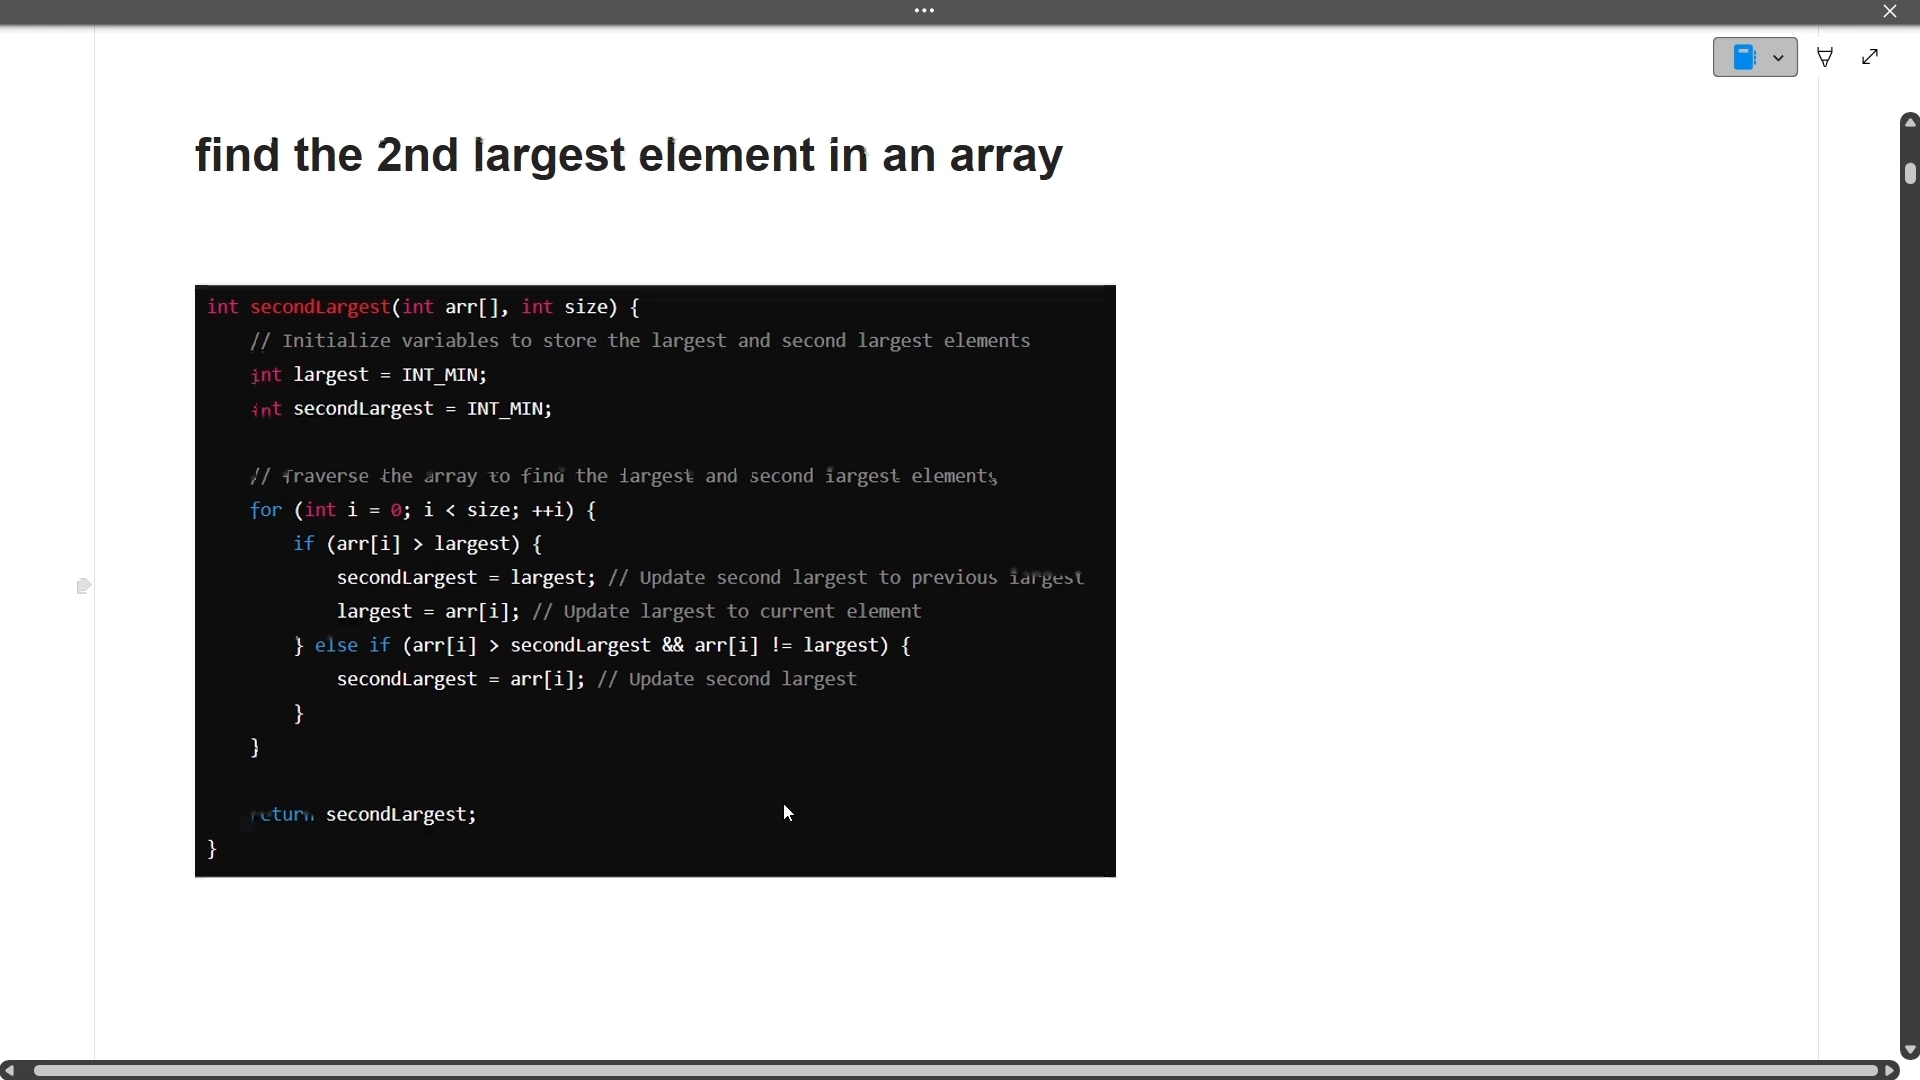 find the 2nd largest element in an array
int secondLargest(int arr[], int size) {
// Initialize variables to store the largest and second largest elements
int largest = INT_MIN;
int secondLargest = INT_MIN;
// Traverse the array to find the largest and second largest elements
for (int i = 0; i < size; ++i) {
if (arr[i] > largest) {
secondLargest = largest; // Update second largest to previous largest
largest = arr[i]; // Update largest to current element
} else if (arr[i] > secondLargest && arr[i] != largest) {
secondLargest = arr[i]; // Update second largest
}
}
return secondLargest;
}